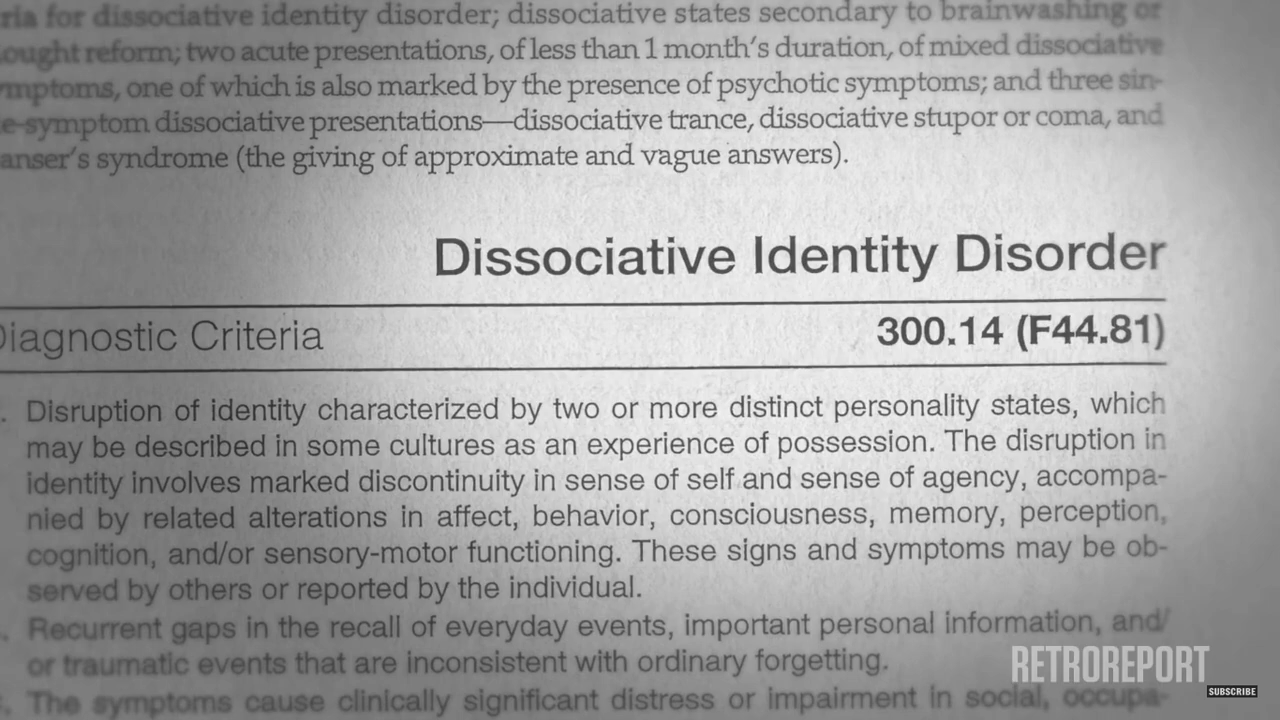 ria for dissociative identity disorder; dissociative states secondary to brainwashing or
ought reform; two acute presentations, of less than 1 month's duration, of mixed dissociative
mptoms, one of which is also marked by the presence of psychotic symptoms; and three sin-
e-symptom dissociative presentations—dissociative trance, dissociative stupor or coma, and
anser's syndrome (the giving of approximate and vague answers).
Dissociative Identity Disorder
Diagnostic Criteria 300.14 (F44.81)
. Disruption of identity characterized by two or more distinct personality states, which
may be described in some cultures as an experience of possession. The disruption in
identity involves marked discontinuity in sense of self and sense of agency, accompa-
nied by related alterations in affect, behavior, consciousness, memory, perception,
cognition, and/or sensory-motor functioning. These signs and symptoms may be ob-
served by others or reported by the individual.
. Recurrent gaps in the recall of everyday events, important personal information, and/
or traumatic events that are inconsistent with ordinary forgetting.
. The symptoms cause clinically significant distress or impairment in social, occupa-
RETROREPORT
SUBSCRIBE